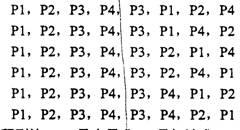 P1，P2，P3，P4，P3，P1，P2，P4
P1，P2，P3，P4，P3，P2，P1，P4
P1，P2，P3，P4，P3，P2，P4，P1
P1，P2，P3，P4，P3，P1，P4，P2
P1，P2，P3，P4，P3，P4，P1，P2
P1，P2，P3，P4，P3，P4，P2，P1